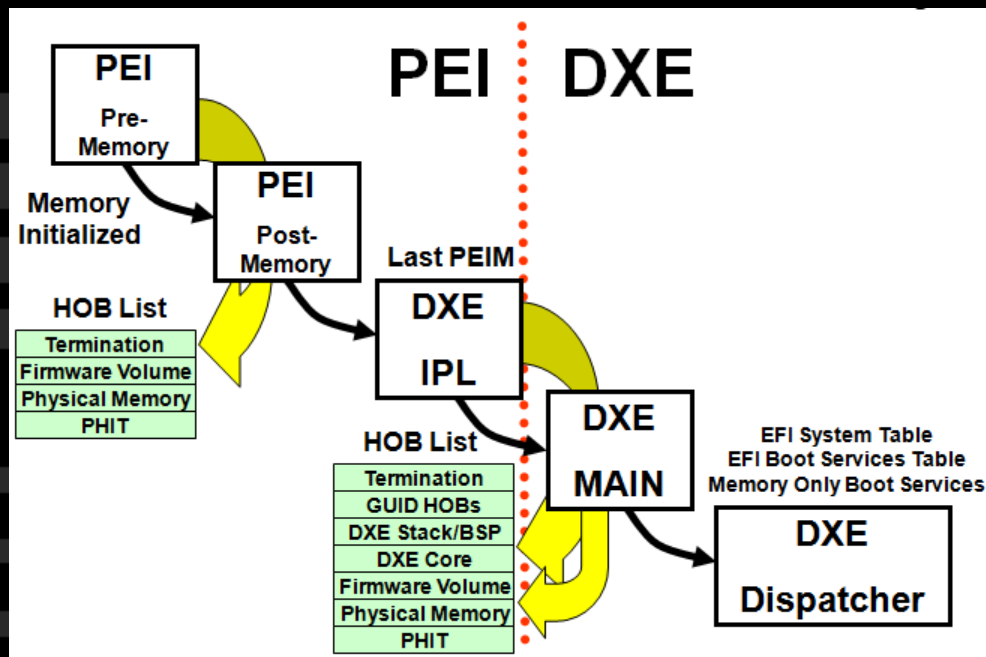 PEI
DXE
PEI
Pre-
Memory
Memory
Initialized
PEI
Post-
Memory
HOB List
Termination
Firmware Volume
Physical Memory
PHIT
Last PEIM
DXE
IPL
HOB List
Termination
GUID HOBs
DXE Stack/BSP
DXE Core
Firmware Volume
Physical Memory
PHIT
DXE
MAIN
EFI System Table
EFI Boot Services Table
Memory Only Boot Services
DXE
Dispatcher